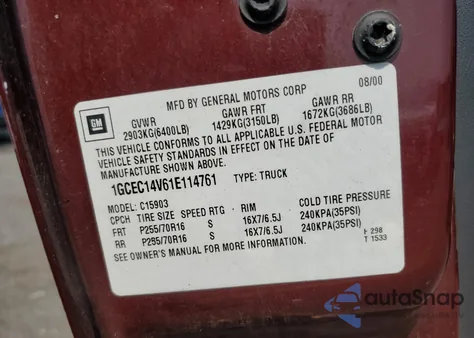 MFD BY GENERAL MOTORS CORP 08/00
GM GVWR GAWR FRT GAWR RR
2903KG(6400LB) 1429KG(3150LB) 1672KG(3686LB)
THIS VEHICLE CONFORMS TO ALL APPLICABLE U.S. FEDERAL MOTOR
VEHICLE SAFETY STANDARDS IN EFFECT ON THE DATE OF
MANUFACTURE SHOWN ABOVE.
1GCEC14V61E114761 TYPE: TRUCK
MODEL: C15903
CPCH TIRE SIZE SPEED RTG RIM COLD TIRE PRESSURE
FRT P255/70R16 S 16X7/6.5J 240KPA(35PSI)
RR P255/70R16 S 16X7/6.5J 240KPA(35PSI)
SEE OWNER'S MANUAL FOR MORE INFORMATION.
298
T 1533
autoSnap